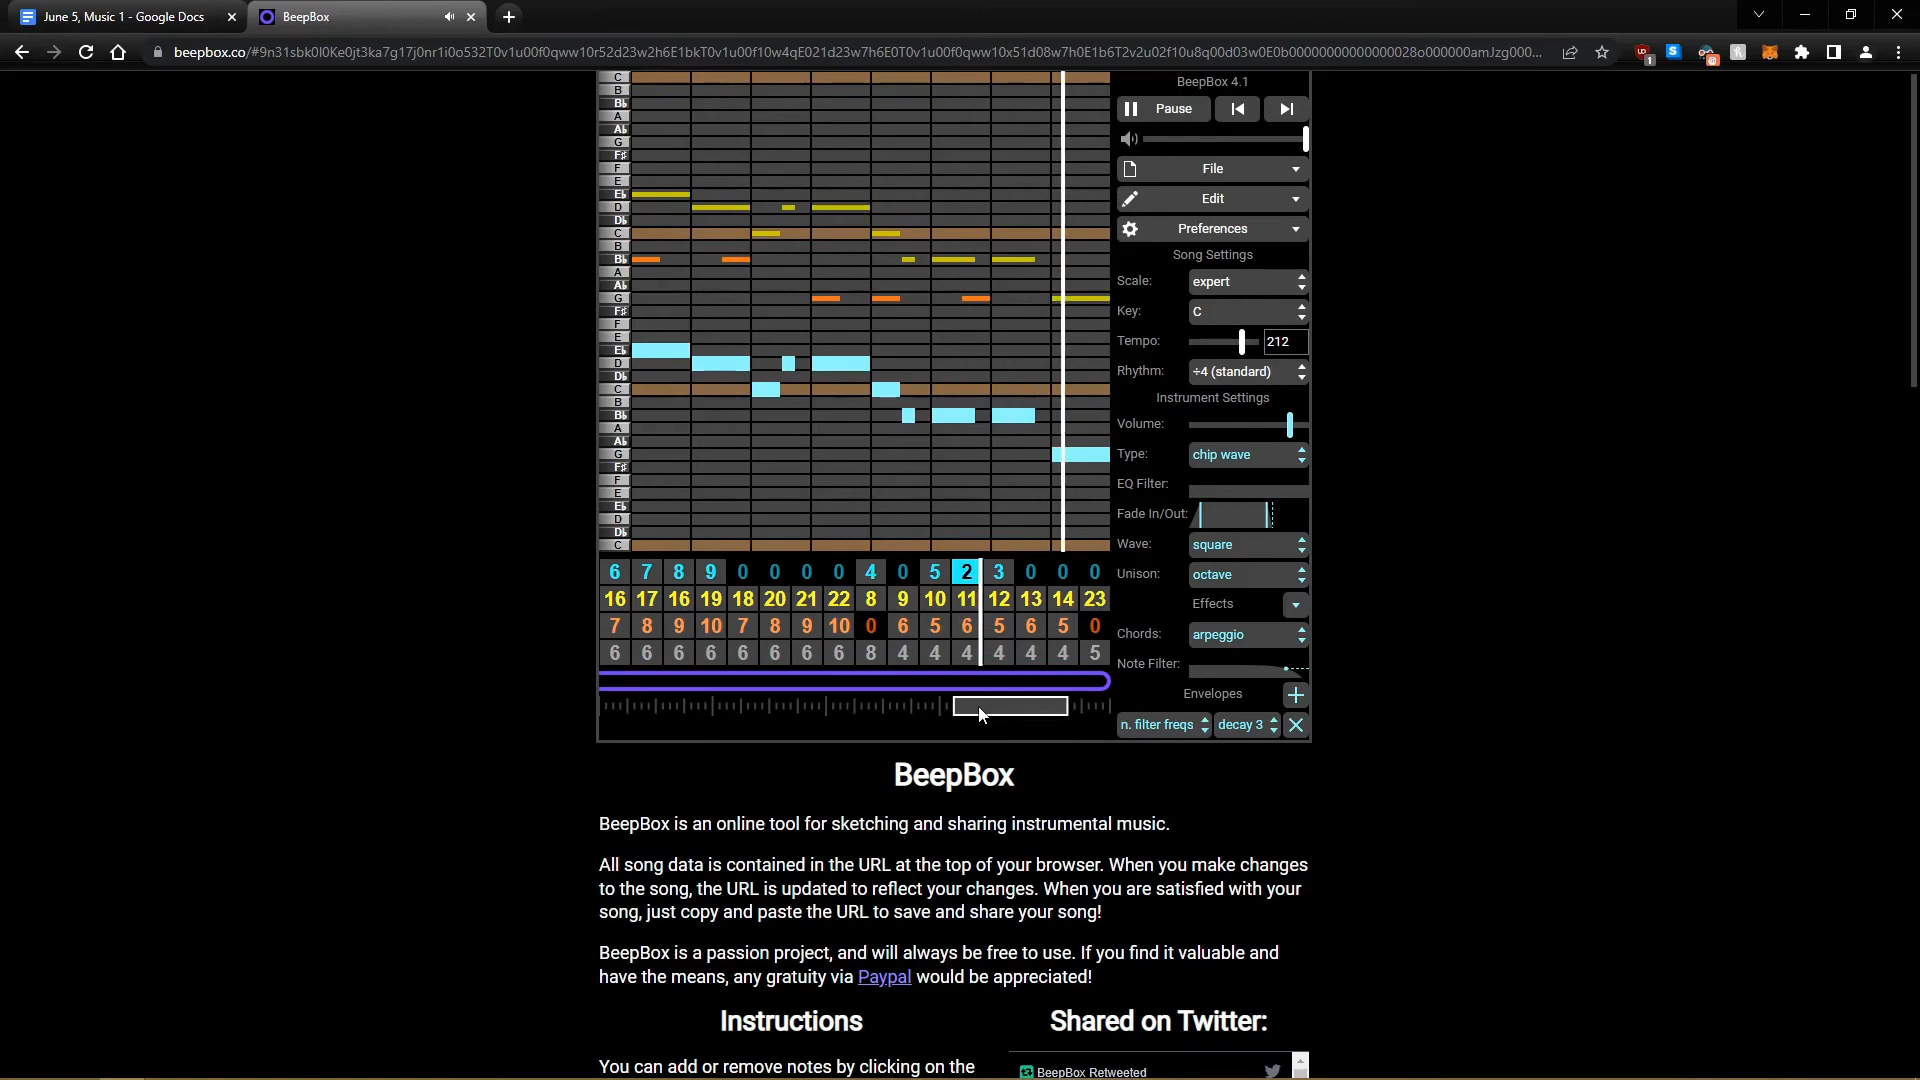 June 5, Music 1 - Google Docs
BeepBox
beepbox.co/#9n31sbk0l0Ke0jt3ka7g17j0nr1i0o532T0v1u00f0qww10r52d23w2h6E1bkT0v1u00f10w4qE021d23w7h6E0T0v1u00f0qww10x51d08w7h0E1b6T2v2u02f10u8q00d03w0E0b00000000000000028o000000amJzg000...
BeepBox 4.1
Pause
File
Edit
Preferences
Song Settings
Scale: expert
Key: C
Tempo: 212
Rhythm: ÷4 (standard)
Instrument Settings
Volume:
Type: chip wave
EQ Filter:
Fade In/Out:
Wave: square
Unison: octave
Effects
Chords: arpeggio
Note Filter:
Envelopes
n. filter freqs decay 3
C
B
B♭
A
A♭
G
F♯
F
E
E♭
D
D♭
C
B
B♭
A
A♭
G
F♯
F
E
E♭
D
D♭
C
B
B♭
A
A♭
G
F♯
F
E
E♭
D
D♭
C
6 7 8 9 0 0 0 0 4 0 5 2 3 0 0 0
16 17 16 19 18 20 21 22 8 9 10 11 12 13 14 23
7 8 9 10 7 8 9 10 0 6 5 6 5 6 5 0
6 6 6 6 6 6 6 6 8 4 4 4 4 4 4 5
BeepBox
BeepBox is an online tool for sketching and sharing instrumental music.
All song data is contained in the URL at the top of your browser. When you make changes
to the song, the URL is updated to reflect your changes. When you are satisfied with your
song, just copy and paste the URL to save and share your song!
BeepBox is a passion project, and will always be free to use. If you find it valuable and
have the means, any gratuity via Paypal would be appreciated!
Instructions
You can add or remove notes by clicking on the
Shared on Twitter:
BeepBox Retweeted